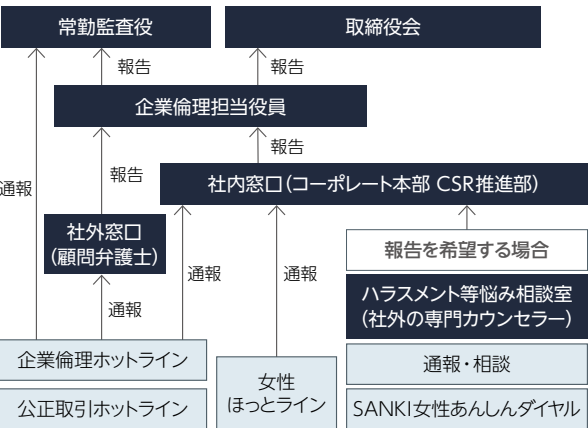 常勤監査役
取締役会
報告
報告
企業倫理担当役員
報告
報告
通報
社内窓口(コーポレート本部 CSR推進部)
社外窓口
(顧問弁護士)
通報
通報
通報
報告を希望する場合
ハラスメント等悩み相談室
(社外の専門カウンセラー)
企業倫理ホットライン
公正取引ホットライン
女性
ほっとライン
通報・相談
SANKI女性あんしんダイヤル